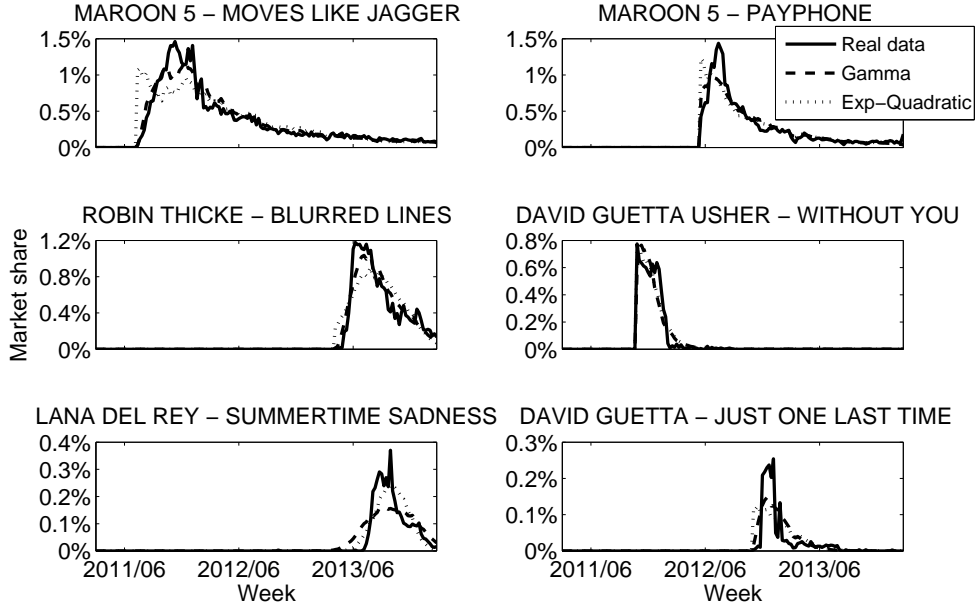 MAROON 5 − MOVES LIKE JAGGER
1.5%
1%
0.5%
0%
MAROON 5 − PAYPHONE
1.5%
1%
0.5%
0%
Real data
Gamma
Exp−Quadratic
Market share
ROBIN THICKE − BLURRED LINES
1.2%
0.8%
0.4%
0%
DAVID GUETTA USHER − WITHOUT YOU
0.8%
0.6%
0.4%
0.2%
0%
LANA DEL REY − SUMMERTIME SADNESS
0.4%
0.3%
0.2%
0.1%
0%
2011/06 2012/06 2013/06
Week
DAVID GUETTA − JUST ONE LAST TIME
0.3%
0.2%
0.1%
0%
2011/06 2012/06 2013/06
Week